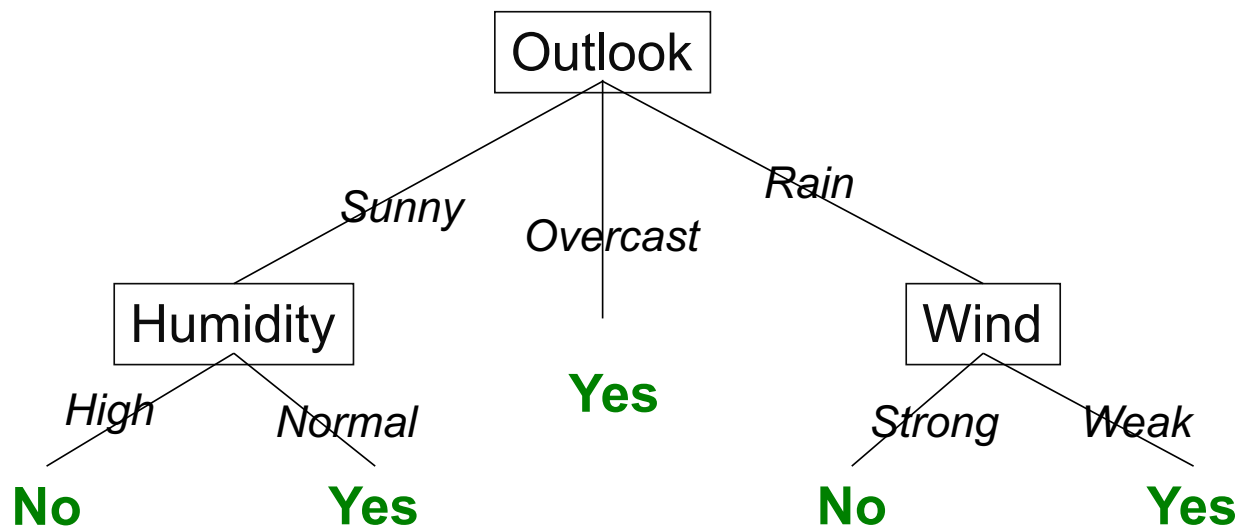 Outlook
Sunny
Overcast
Rain
Humidity
Wind
High
Normal
Yes
Strong
Weak
No
Yes
No
Yes